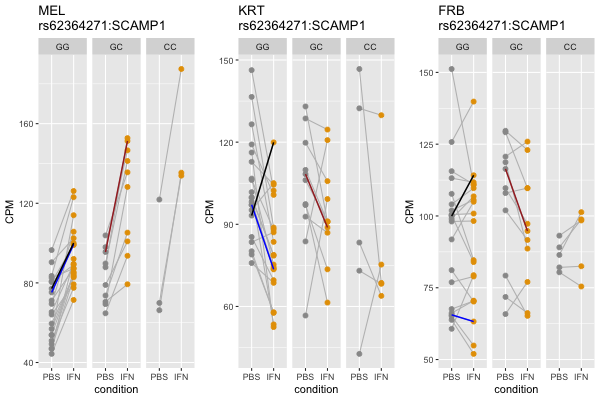 MEL
rs62364271:SCAMP1
GG GC CC
CPM
160
120
80
40
PBS IFN PBS IFN PBS IFN
condition
KRT
rs62364271:SCAMP1
GG GC CC
CPM
150
120
90
60
PBS IFN PBS IFN PBS IFN
condition
FRB
rs62364271:SCAMP1
GG GC CC
CPM
150
125
100
75
50
PBS IFN PBS IFN PBS IFN
condition